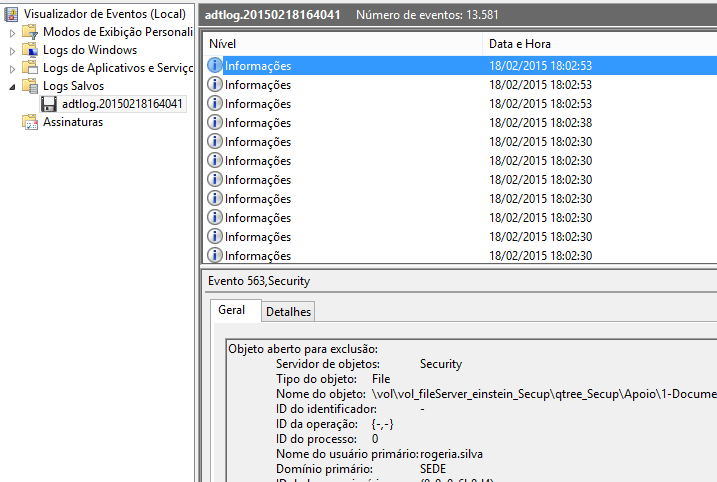 Visualizador de Eventos (Local)
Modos de Exibição Personali
Logs do Windows
Logs de Aplicativos e Serviço
Logs Salvos
adtlog.20150218164041
Assinaturas
adtlog.20150218164041 Número de eventos: 13.581
Nível Data e Hora
Informações 18/02/2015 18:02:53
Informações 18/02/2015 18:02:53
Informações 18/02/2015 18:02:53
Informações 18/02/2015 18:02:38
Informações 18/02/2015 18:02:30
Informações 18/02/2015 18:02:30
Informações 18/02/2015 18:02:30
Informações 18/02/2015 18:02:30
Informações 18/02/2015 18:02:30
Informações 18/02/2015 18:02:30
Informações 18/02/2015 18:02:30
Evento 563,Security
Geral Detalhes
Objeto aberto para exclusão:
Servidor de objetos: Security
Tipo do objeto: File
Nome do objeto: \vol\vol_fileServer_einstein_Secup\qtree_Secup\Apoio\1-Docume
ID do identificador: -
ID da operação: {-,-}
ID do processo: 0
Nome do usuário primário: rogeria.silva
Domínio primário: SEDE